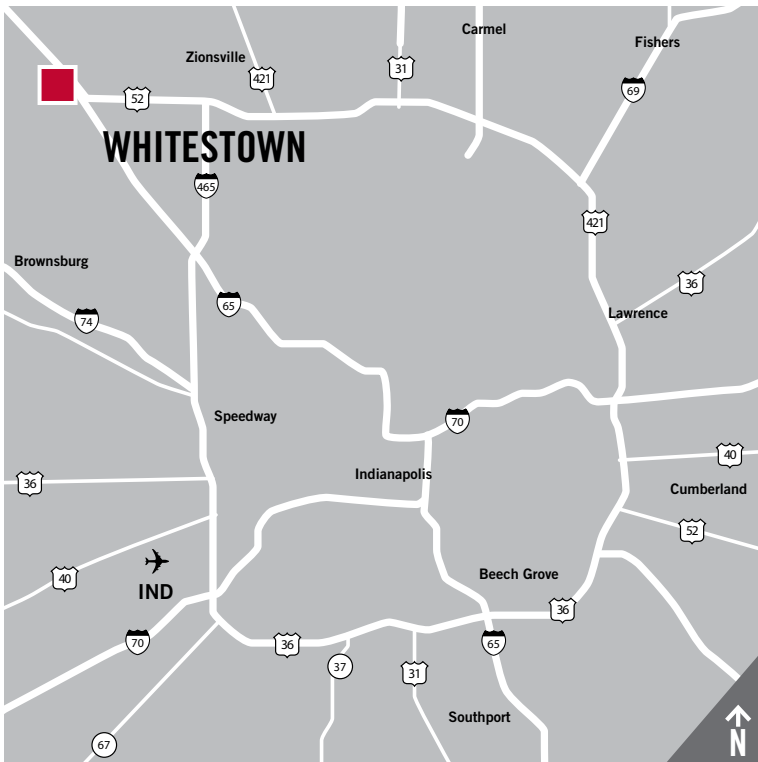 Carmel
Fishers
Zionsville
421
31
69
52
WHITESTOWN
465
421
Brownsburg
36
65
Lawrence
74
Speedway
70
40
Indianapolis
36
Cumberland
52
IND
40
Beech Grove
36
70
36
65
37
31
Southport
67
N